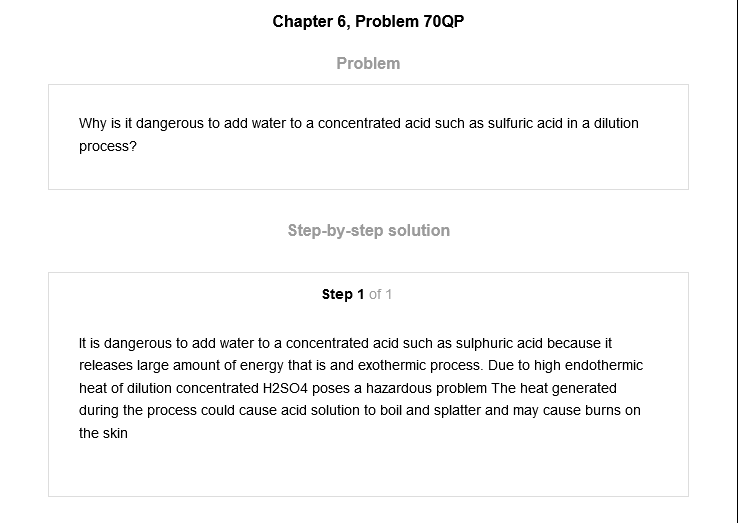 Chapter 6, Problem 70QP
Problem
Why is it dangerous to add water to a concentrated acid such as sulfuric acid in a dilution
process?
Step-by-step solution
Step 1 of 1
It is dangerous to add water to a concentrated acid such as sulphuric acid because it
releases large amount of energy that is and exothermic process. Due to high endothermic
heat of dilution concentrated H2SO4 poses a hazardous problem The heat generated
during the process could cause acid solution to boil and splatter and may cause burns on
the skin